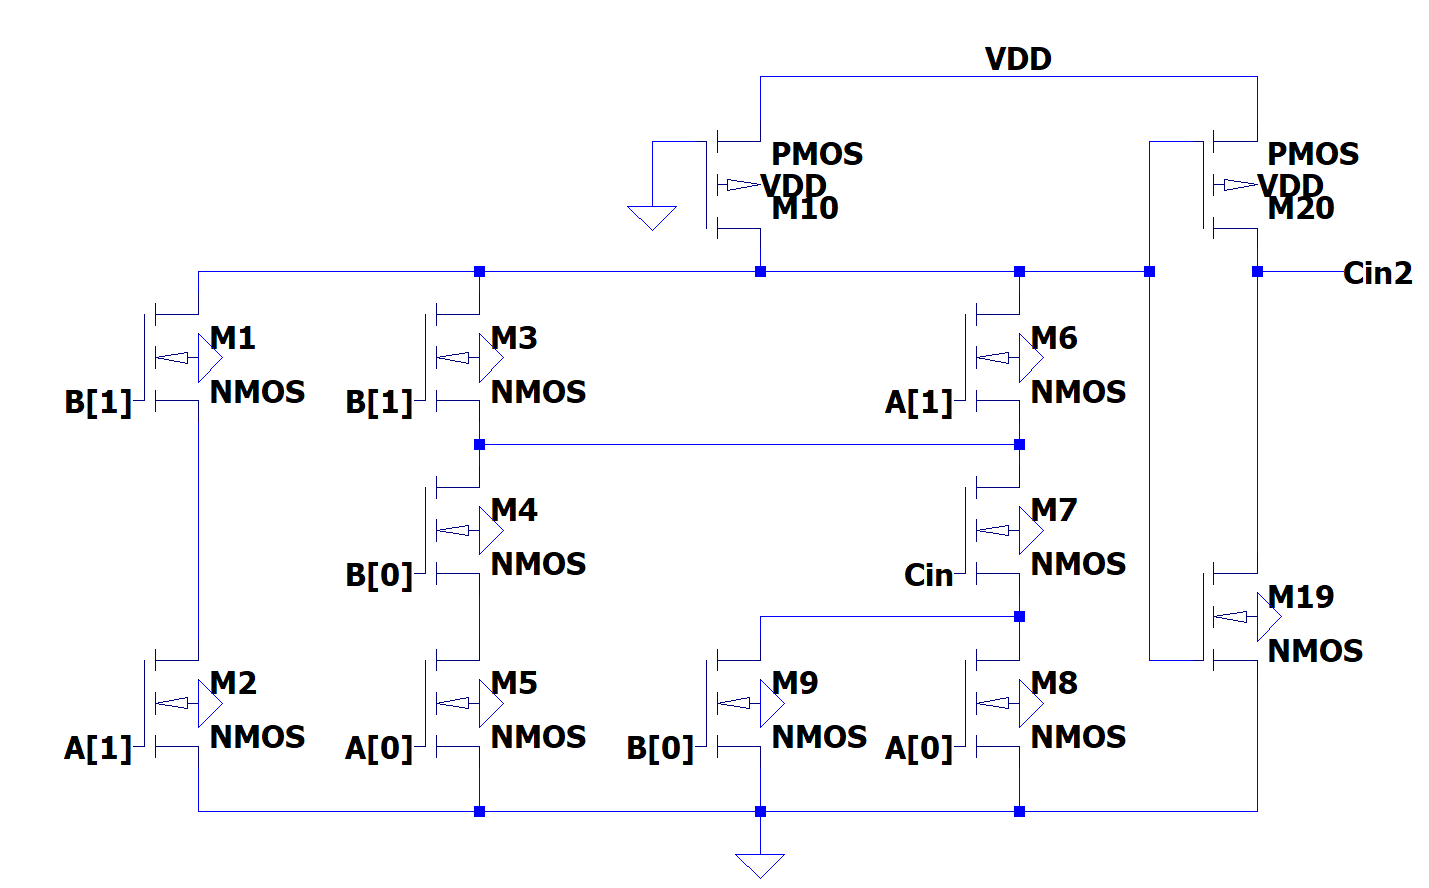 VDD
PMOS
VDD
M10
PMOS
VDD
M20
Cin2
M1
NMOS
B[1]
M3
NMOS
B[1]
M6
NMOS
A[1]
M4
NMOS
B[0]
M7
NMOS
Cin
M19
NMOS
M2
NMOS
A[1]
M5
NMOS
A[0]
M9
NMOS
B[0]
M8
NMOS
A[0]